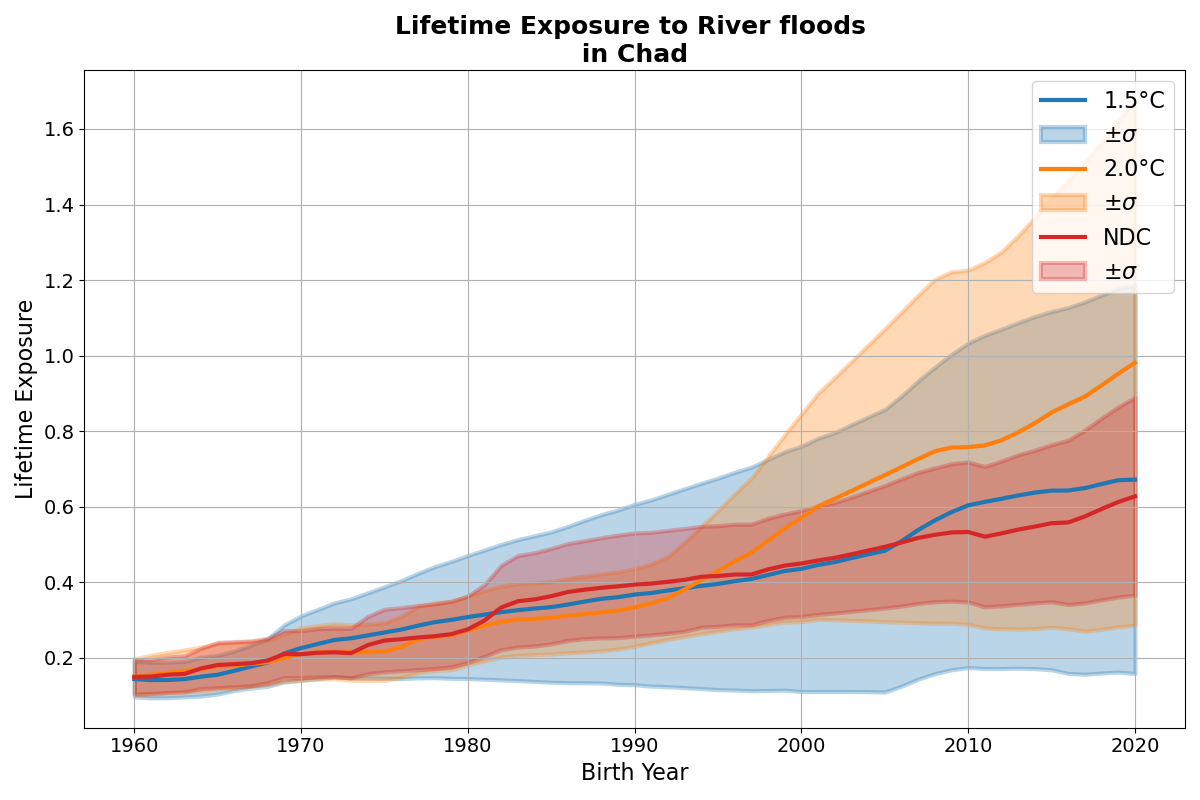 Lifetime Exposure to River floods
in Chad
1.5°C
±σ
2.0°C
±σ
NDC
±σ
Lifetime Exposure
1.6
1.4
1.2
1.0
0.8
0.6
0.4
0.2
1960 1970 1980 1990 2000 2010 2020
Birth Year